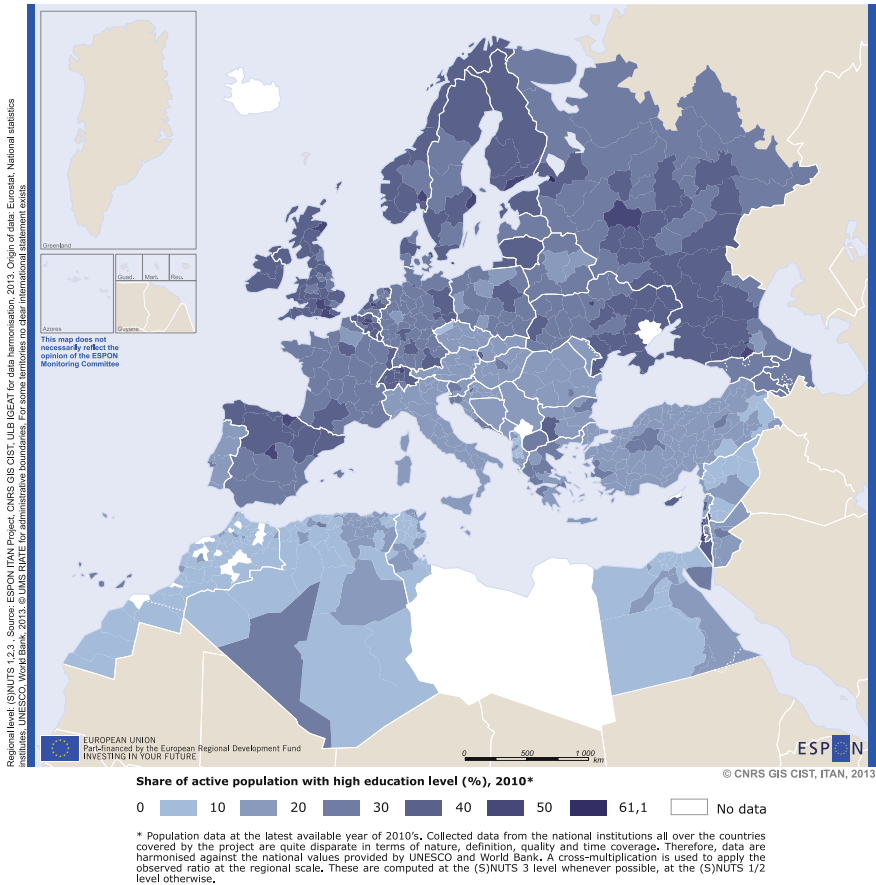 Greenland
Azores
Guad.
Mart.
Reu.
Guyane
This map does not
necessarily reflect the
opinion of the ESPON
Monitoring Committee
Regional level: (S)NUTS 1,2,3 , Source: ESPON ITAN Project, CNRS GIS CIST, ULB IGEAT for data harmonisation, 2013. Origin of data: Eurostat, National statistics
institutes, UNESCO, World Bank, 2013. © UMS RIATE for administrative boundaries, For some territories no clear international statement exists
EUROPEAN UNION
Part-financed by the European Regional Development Fund
INVESTING IN YOUR FUTURE
0 500 1 000
km
ESPON
© CNRS GIS CIST, ITAN, 2013
Share of active population with high education level (%), 2010*
0 10 20 30 40 50 61,1 No data
* Population data at the latest available year of 2010's. Collected data from the national institutions all over the countries
covered by the project are quite disparate in terms of nature, definition, quality and time coverage. Therefore, data are
harmonised against the national values provided by UNESCO and World Bank. A cross-multiplication is used to apply the
observed ratio at the regional scale. These are computed at the (S)NUTS 3 level whenever possible, at the (S)NUTS 1/2
level otherwise.